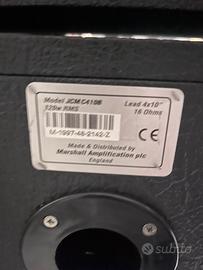 Model JCM C410B Lead 4x10"
120w RMS 16 Ohms
M-1997-48-2142-Z
CE
Made & Distributed by
Marshall Amplification plc
England
subito